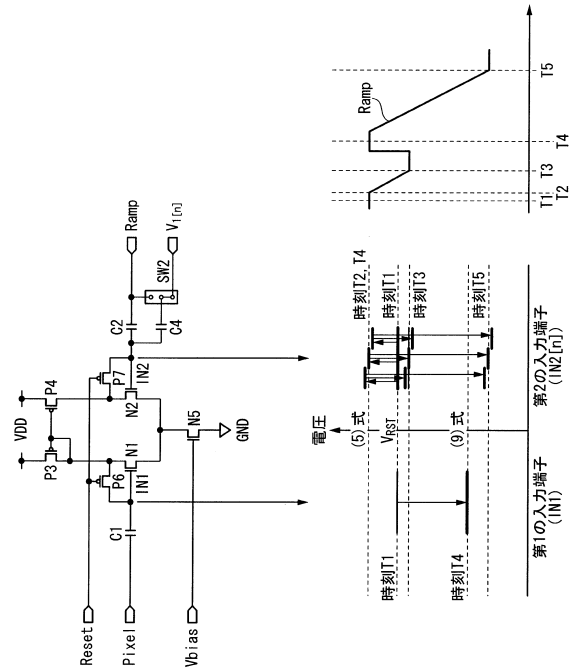 VDD
P3
P4
P6
P7
C1
N1
N2
IN1
IN2
C2
C4
SW2
Ramp
V1[n]
N5
GND
Reset
Pixel
Vbias
電圧
(5) 式
VRST
(9) 式
時刻T1
時刻T4
時刻T2, T4
時刻T1
時刻T3
時刻T5
第1の入力端子
(IN1)
第2の入力端子
(IN2[n])
Ramp
T1
T2
T3
T4
T5